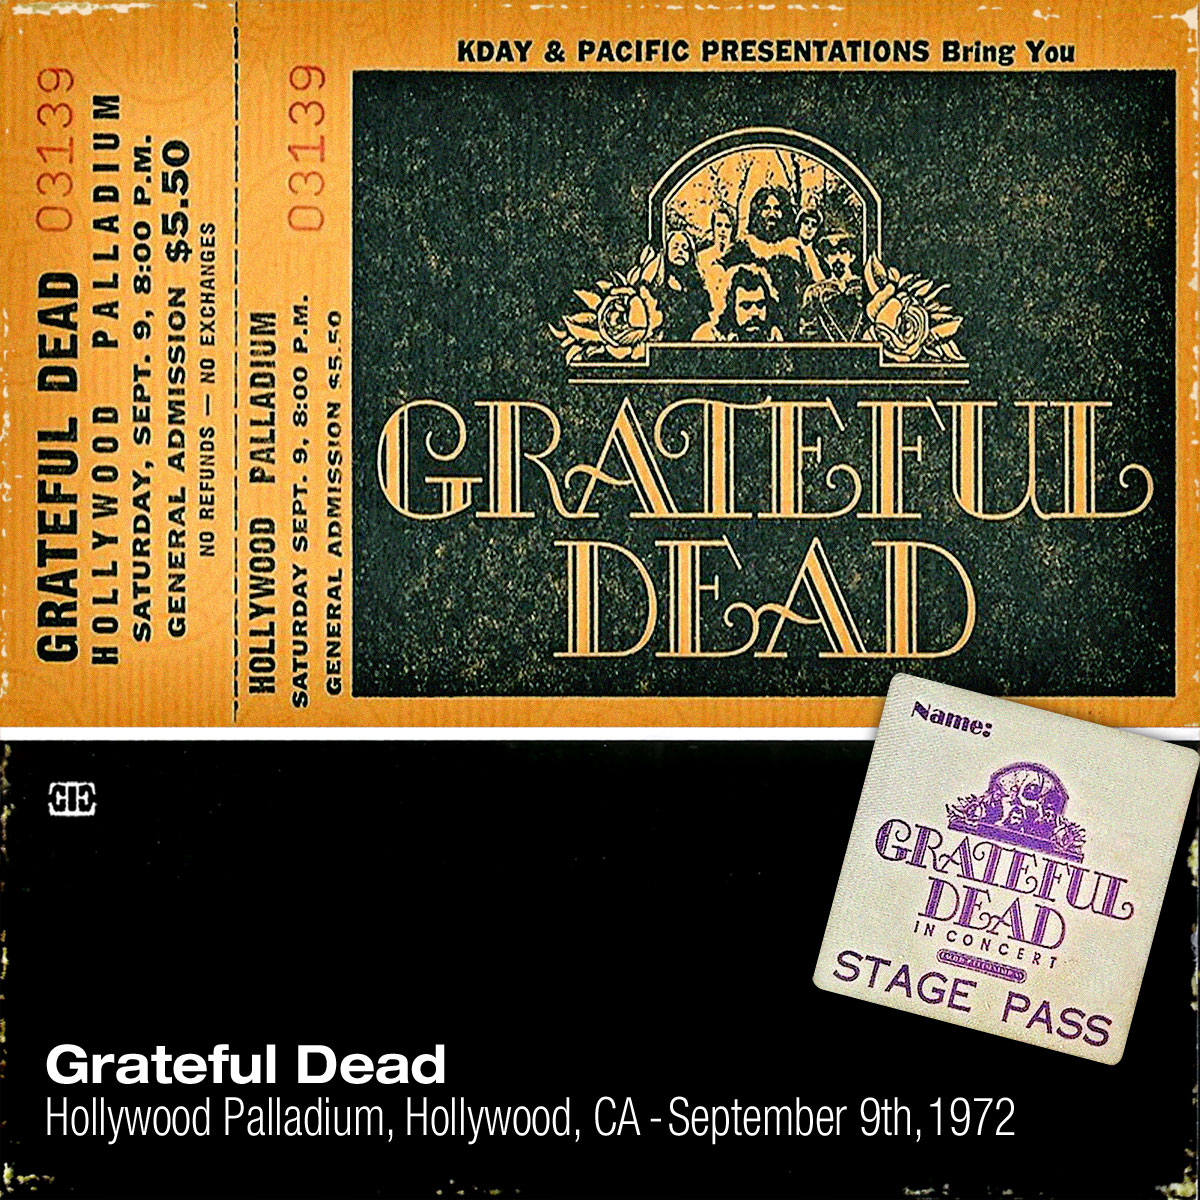 KDAY & PACIFIC PRESENTATIONS Bring You
GRATEFUL DEAD 03139
HOLLYWOOD PALLADIUM
SATURDAY, SEPT. 9, 8:00 P.M.
GENERAL ADMISSION $5.50
NO REFUNDS — NO EXCHANGES
HOLLYWOOD PALLADIUM 03139
SATURDAY SEPT. 9, 8:00 P.M.
GENERAL ADMISSION $5.50
GRATEFUL
DEAD
Name:
GRATEFUL
DEAD
IN CONCERT
STAGE PASS
Grateful Dead
Hollywood Palladium, Hollywood, CA - September 9th, 1972